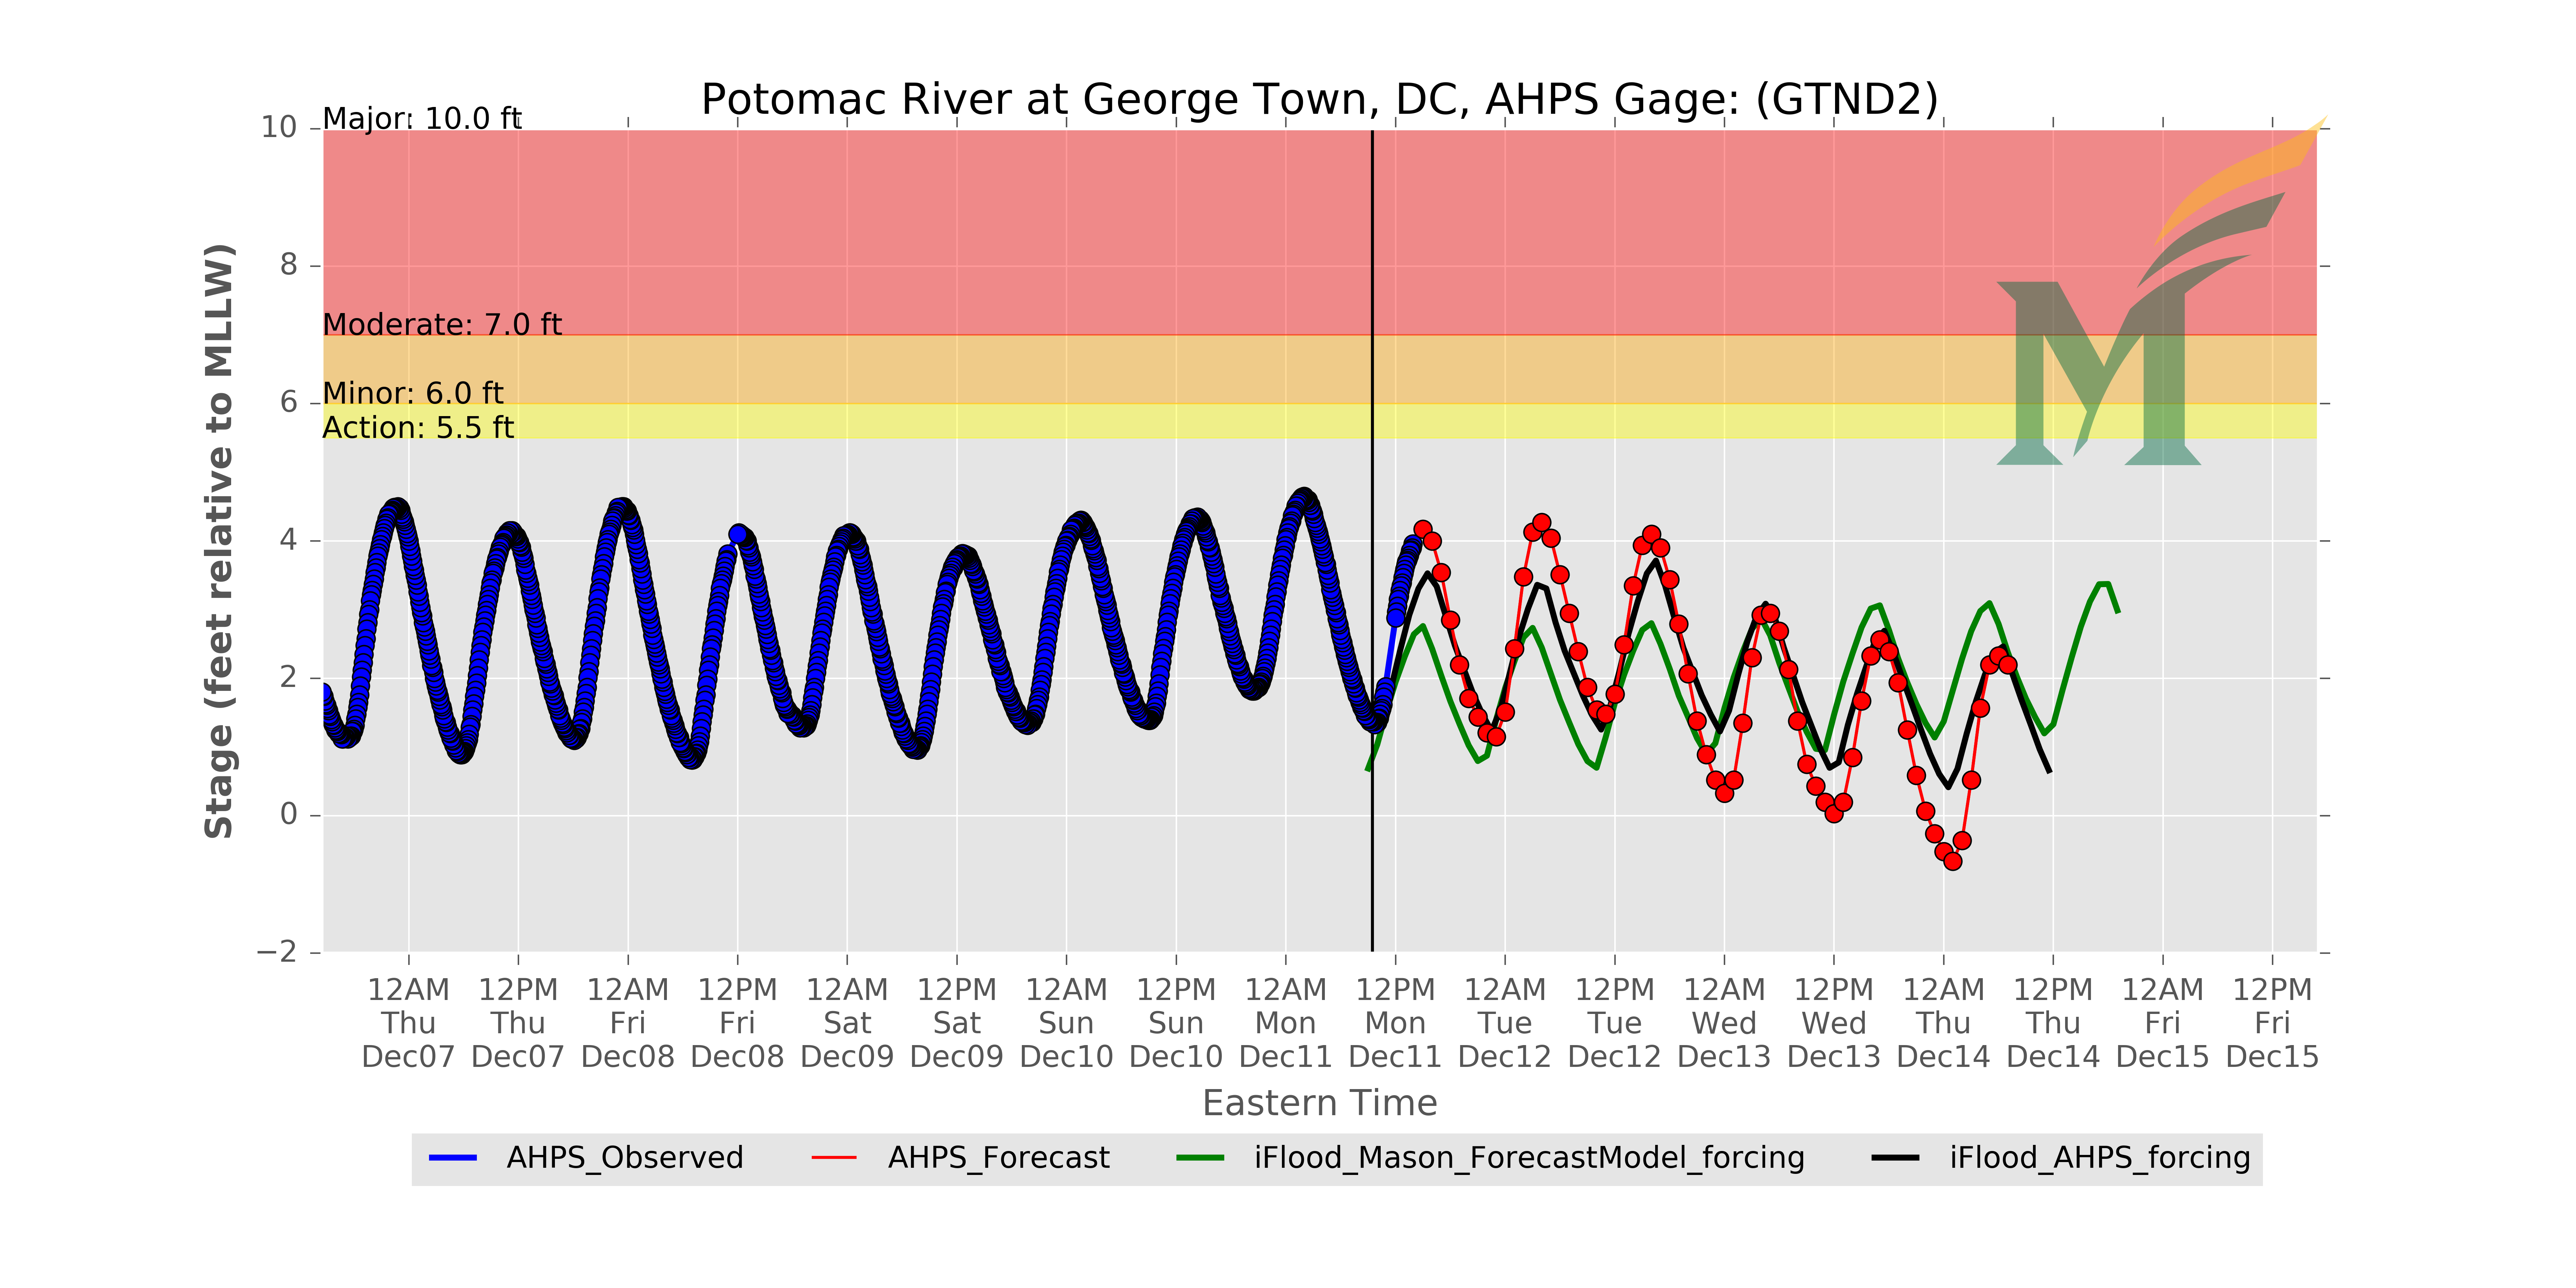 Potomac River at George Town, DC, AHPS Gage: (GTND2)
Major: 10.0 ft
Moderate: 7.0 ft
Minor: 6.0 ft
Action: 5.5 ft
Stage (feet relative to MLLW)
10
8
6
4
2
0
−2
12AM 12PM 12AM 12PM 12AM 12PM 12AM 12PM 12AM 12PM 12AM 12PM 12AM 12PM 12AM 12PM 12AM 12PM
Thu Thu Fri Fri Sat Sat Sun Sun Mon Mon Tue Tue Wed Wed Thu Thu Fri Fri
Dec07 Dec07 Dec08 Dec08 Dec09 Dec09 Dec10 Dec10 Dec11 Dec11 Dec12 Dec12 Dec13 Dec13 Dec14 Dec14 Dec15 Dec15
Eastern Time
AHPS_Observed AHPS_Forecast iFlood_Mason_ForecastModel_forcing iFlood_AHPS_forcing
M